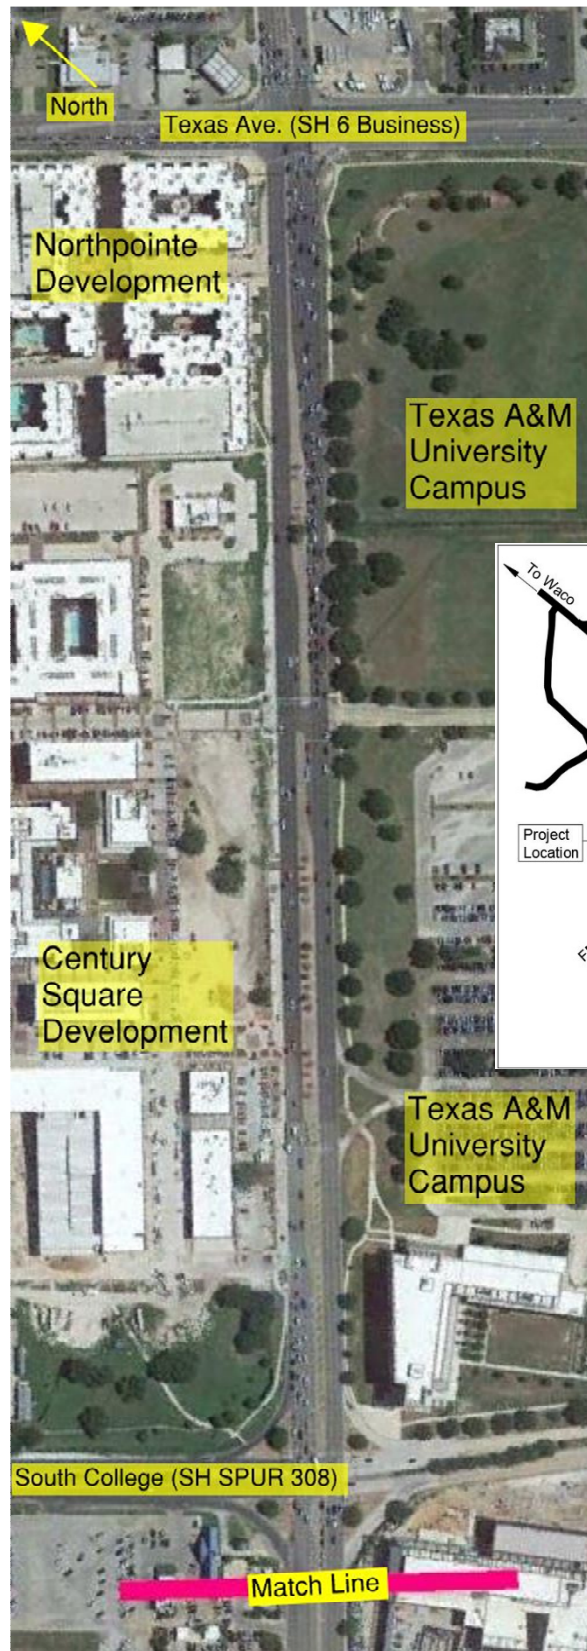 North
Texas Ave. (SH 6 Business)
Northpointe
Development
Texas A&M
University
Campus
To Waco
Project
Location
Century
Square
Development
Texas A&M
University
Campus
South College (SH SPUR 308)
Match Line